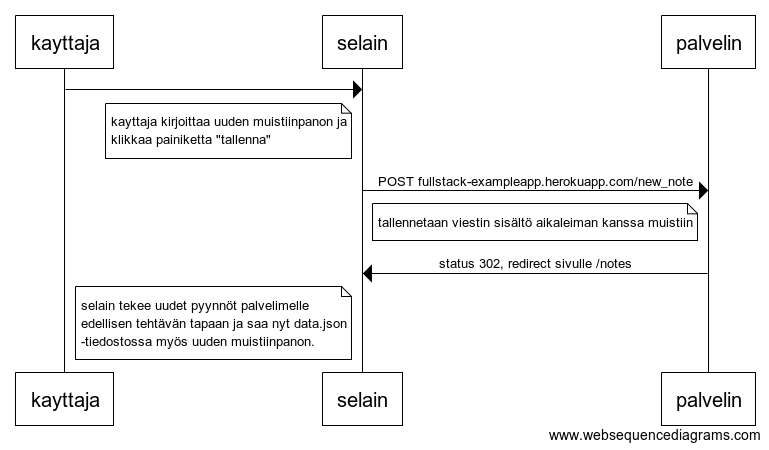 kayttaja
selain
palvelin
kayttaja kirjoittaa uuden muistiinpanon ja
klikkaa painiketta "tallenna"
POST fullstack-exampleapp.herokuapp.com/new_note
tallennetaan viestin sisältö aikaleiman kanssa muistiin
status 302, redirect sivulle /notes
selain tekee uudet pyynnöt palvelimelle
edellisen tehtävän tapaan ja saa nyt data.json
-tiedostossa myös uuden muistiinpanon.
kayttaja
selain
palvelin
www.websequencediagrams.com